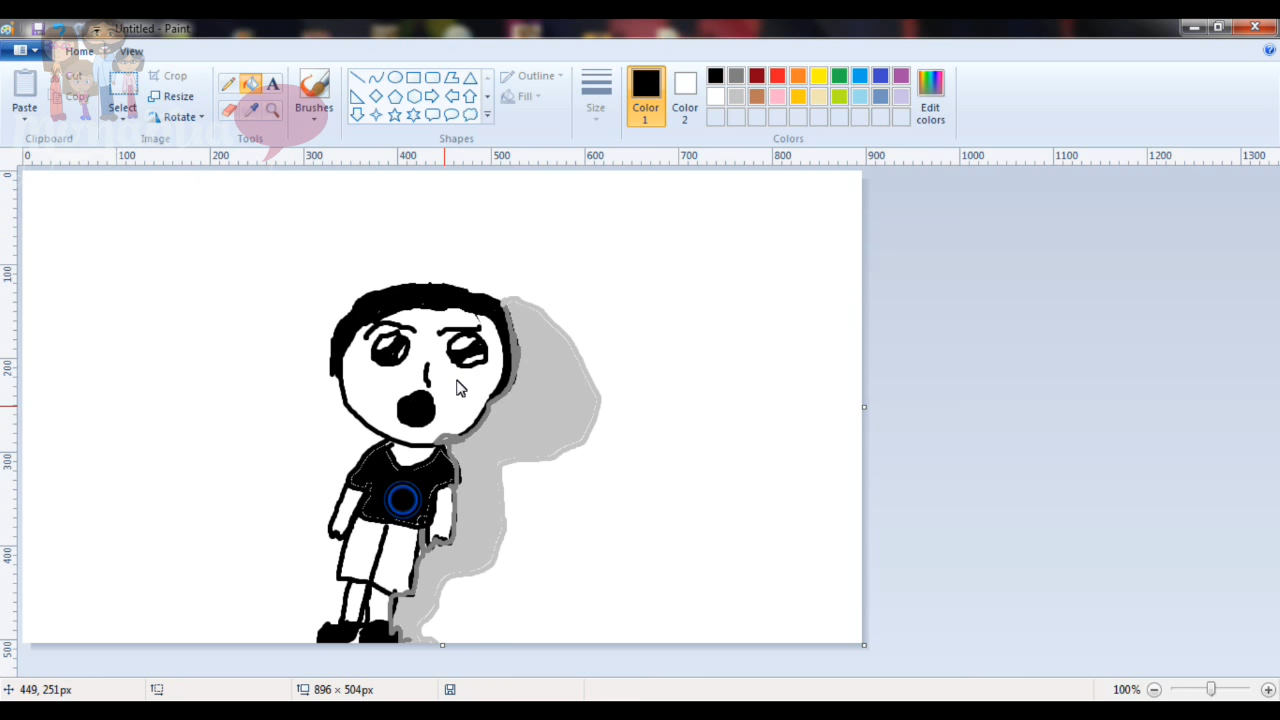 Untitled - Paint
Home View
Cut
Copy
Paste
Clipboard
Select
Crop
Resize
Rotate
Image
A
Tools
Brushes
Outline
Fill
Shapes
Size
Color 1
Color 2
Edit colors
Colors
0 100 200 300 400 500 600 700 800 900 1000 1100 1200 1300
0
100
200
300
400
500
449, 251px
896 × 504px
100%